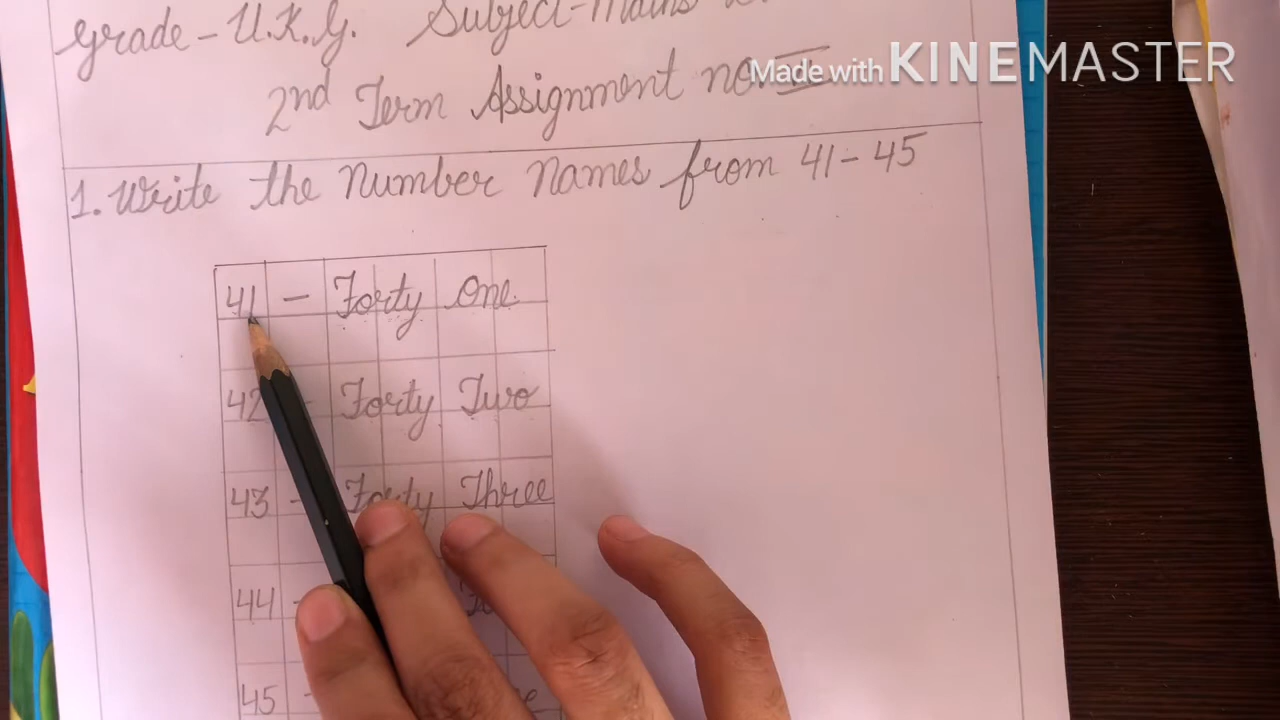 Grade - U.K.G. Subject - Maths
2nd Term Assignment no
Made with KINEMASTER
1. Write the Number Names from 41 - 45
41 - Forty One
42 - Forty Two
43 - Forty Three
44 -
45 -